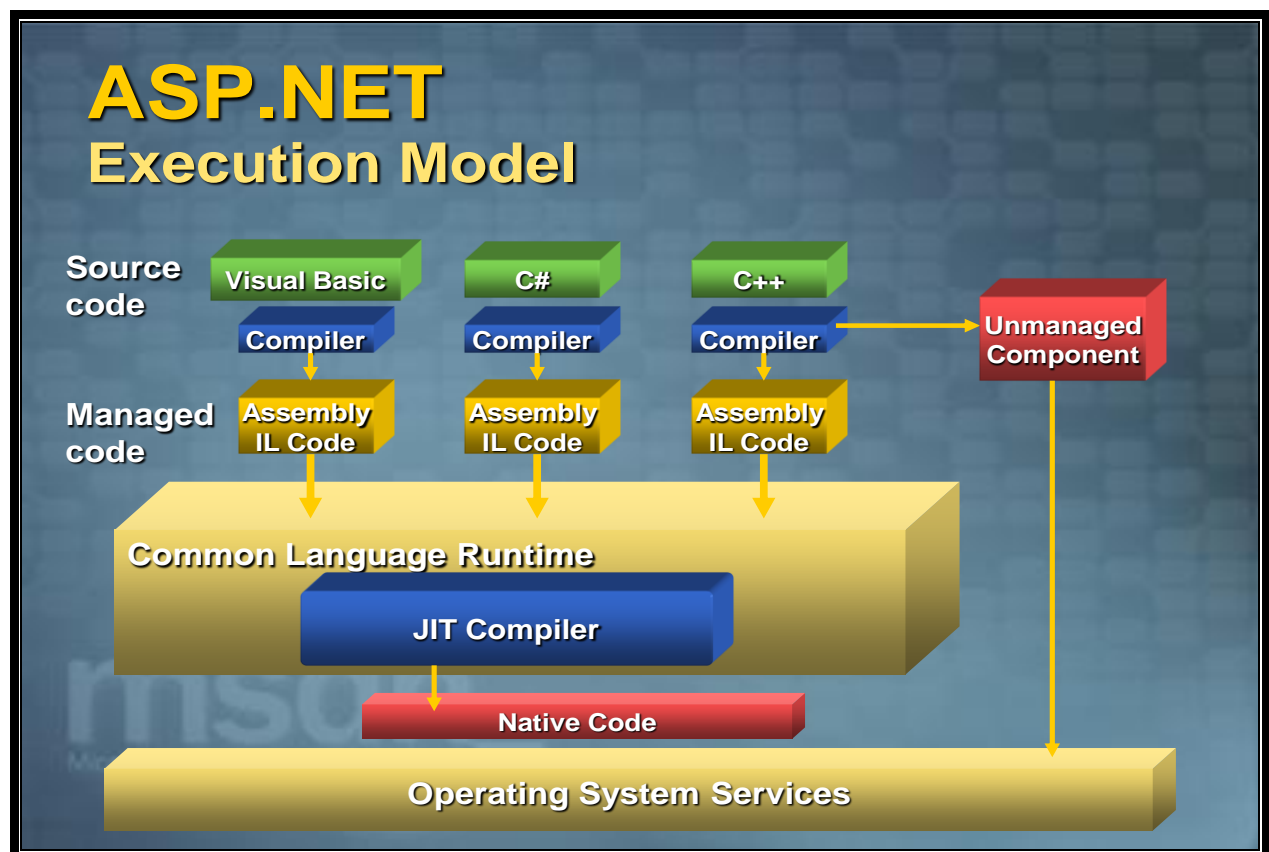 ASP.NET
Execution Model
Source
code
Visual Basic
C#
C++
Compiler
Compiler
Compiler
Unmanaged
Component
Managed
code
Assembly
IL Code
Assembly
IL Code
Assembly
IL Code
Common Language Runtime
JIT Compiler
msdn
Native Code
Operating System Services